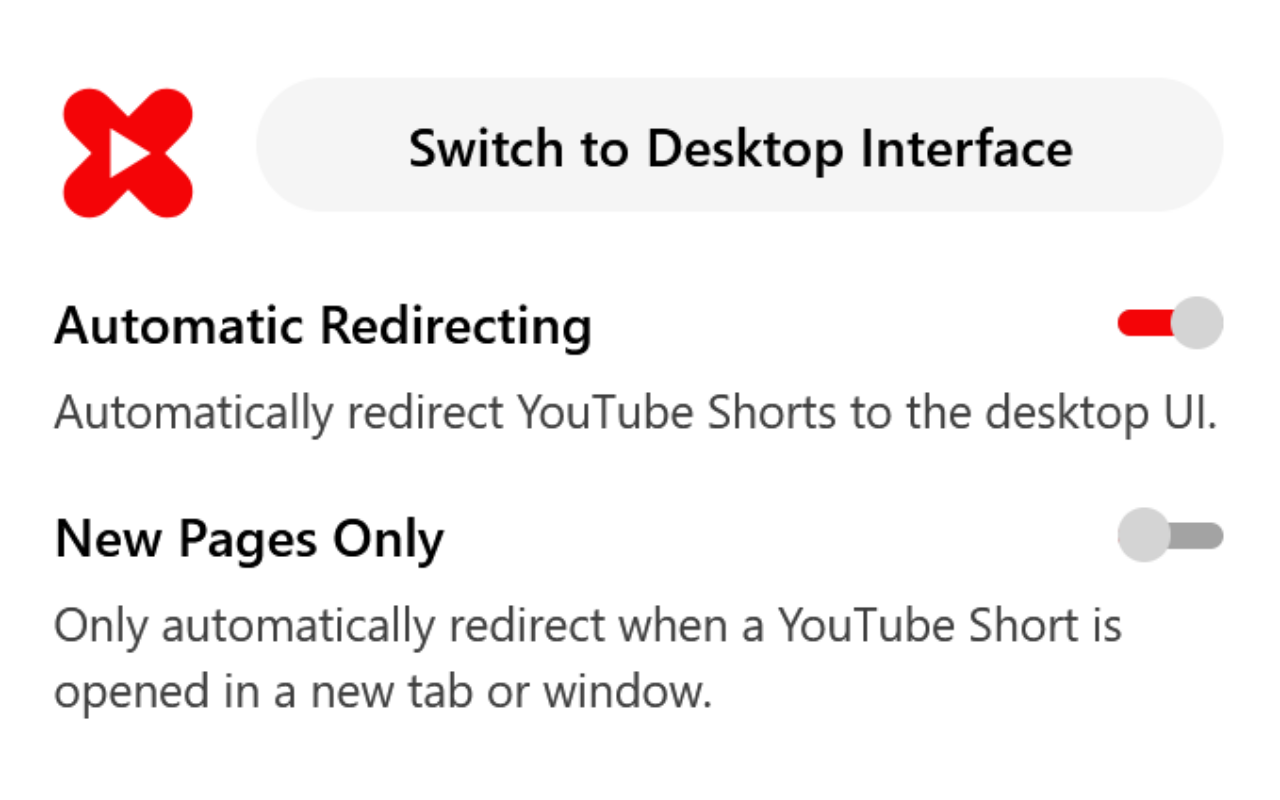 Switch to Desktop Interface
Automatic Redirecting
Automatically redirect YouTube Shorts to the desktop UI.
New Pages Only
Only automatically redirect when a YouTube Short is
opened in a new tab or window.